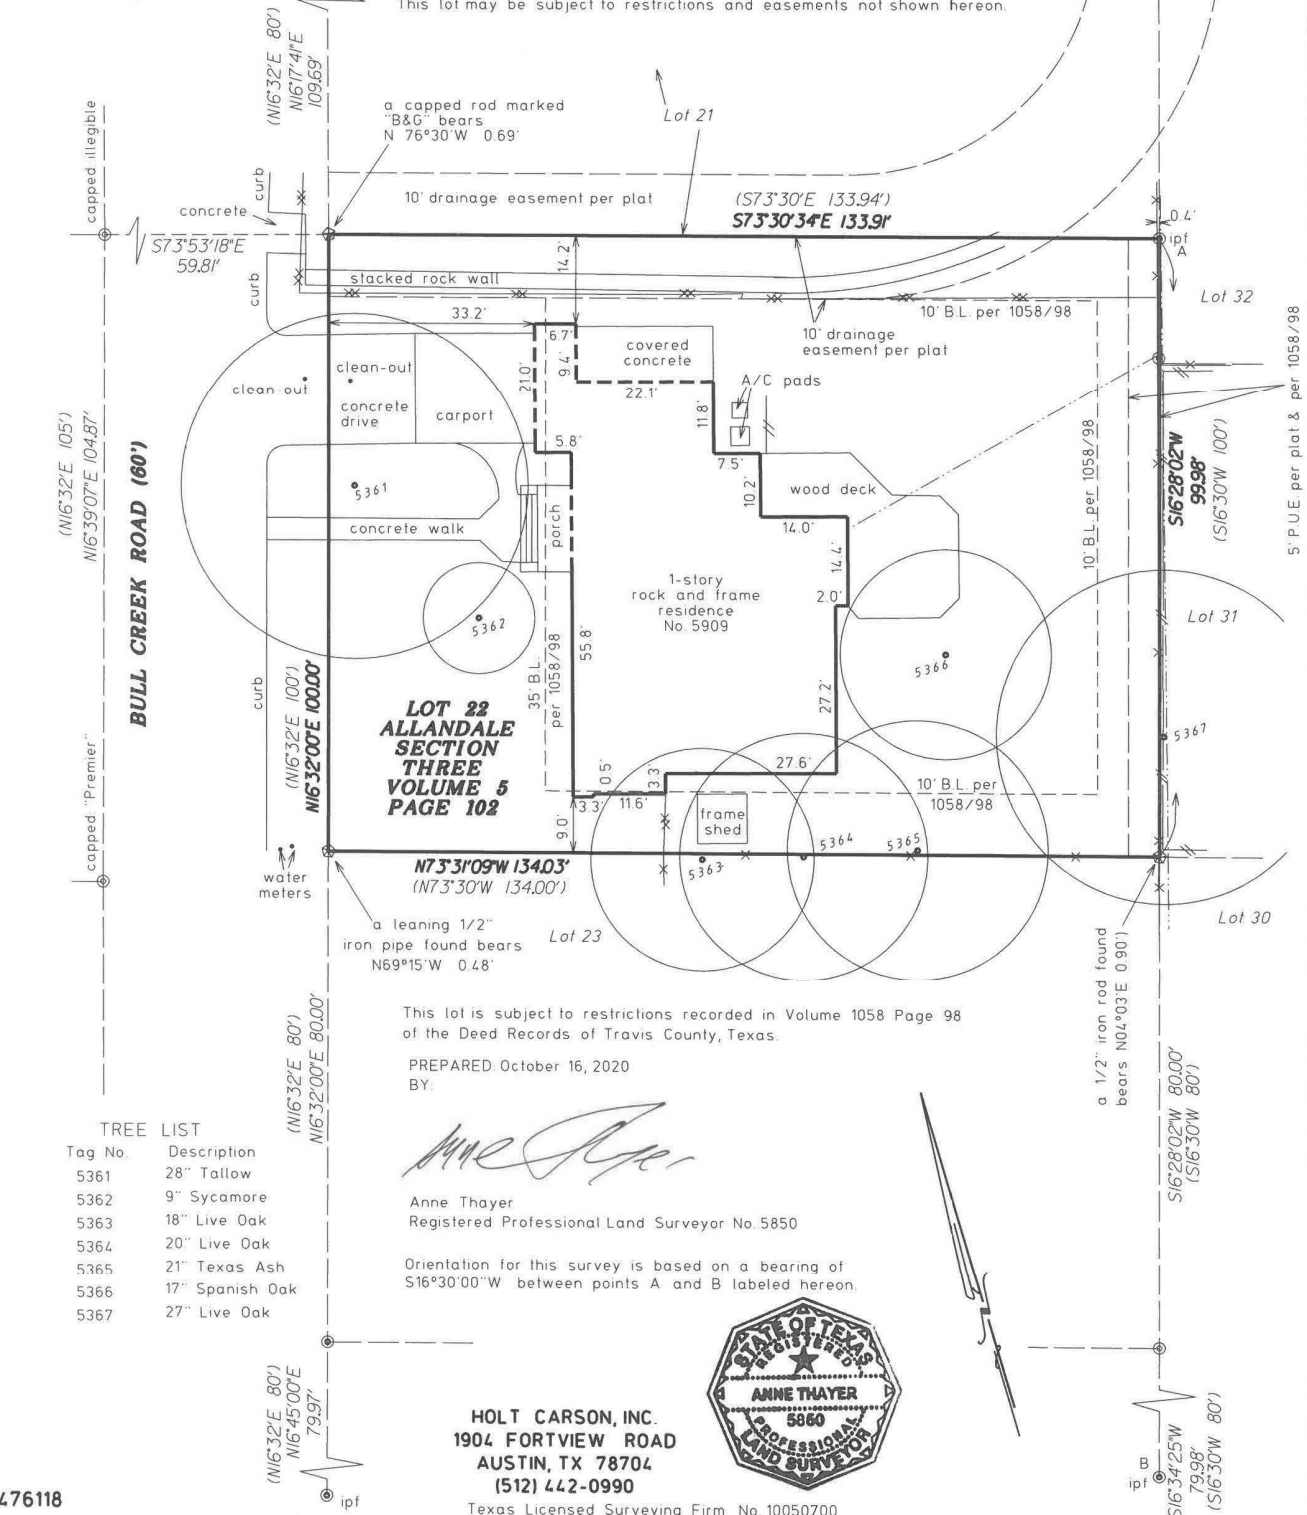 This lot may be subject to restrictions and easements not shown hereon.
(N16°32'E 80')
N16°17'41"E
109.69'
capped illegible
a capped rod marked
"B&G" bears
N 76°30'W 0.69'
Lot 21
curb
concrete
10' drainage easement per plat
(S73°30'E 133.94')
S73°30'34"E 133.91'
0.4'
ipf
A
S73°53'18"E
59.81'
14.2'
stacked rock wall
curb
Lot 32
10' B.L. per 1058/98
33.2'
6.7'
10' drainage
easement per plat
covered
concrete
9.4'
21.0'
clean-out
clean-out
A/C pads
22.1'
concrete
drive
carport
11.8'
5' P.U.E. per plat & per 1058/98
(N16°32'E 105')
N16°39'07"E 104.87'
BULL CREEK ROAD (60')
5.8'
7.5'
10.2'
10' B.L. per 1058/98
S16°28'02"W
99.98'
(S16°30'W 100')
5361
wood deck
porch
concrete walk
14.0'
14.4'
1-story
rock and frame
residence
No. 5909
2.0'
5362
Lot 31
55.8'
5366
35' B.L.
per 1058/98
27.2'
curb
(N16°32'E 100')
N16°32'00"E 100.00'
LOT 22
ALLANDALE
SECTION
THREE
VOLUME 5
PAGE 102
5367
capped "Premier"
0.5'
3.3'
27.6'
10' B.L. per
1058/98
3.3'
11.6'
9.0'
frame
shed
5364
5365
5363
N73°31'09"W 134.03'
(N73°30'W 134.00')
water
meters
a leaning 1/2"
iron pipe found bears
N69°15'W 0.48'
Lot 23
Lot 30
a 1/2" iron rod found
bears N04°03'E 0.90')
(N16°32'E 80')
N16°32'00"E 80.00'
This lot is subject to restrictions recorded in Volume 1058 Page 98
of the Deed Records of Travis County, Texas.
PREPARED: October 16, 2020
BY:
Anne Thayer
Anne Thayer
Registered Professional Land Surveyor No. 5850
Orientation for this survey is based on a bearing of
S16°30'00"W between points A and B labeled hereon.
S16°28'02"W 80.00'
(S16°30'W 80')
TREE LIST
Tag No. Description
5361 28" Tallow
5362 9" Sycamore
5363 18" Live Oak
5364 20" Live Oak
5365 21" Texas Ash
5366 17" Spanish Oak
5367 27" Live Oak
N
STATE OF TEXAS
REGISTERED
ANNE THAYER
5850
PROFESSIONAL
LAND SURVEYOR
(N16°32'E 80')
N16°45'00"E
79.97'
HOLT CARSON, INC.
1904 FORTVIEW ROAD
AUSTIN, TX 78704
(512) 442-0990
Texas Licensed Surveying Firm No. 10050700
B
ipf
S16°34'25"W
79.98'
(S16°30'W 80')
ipf
476118